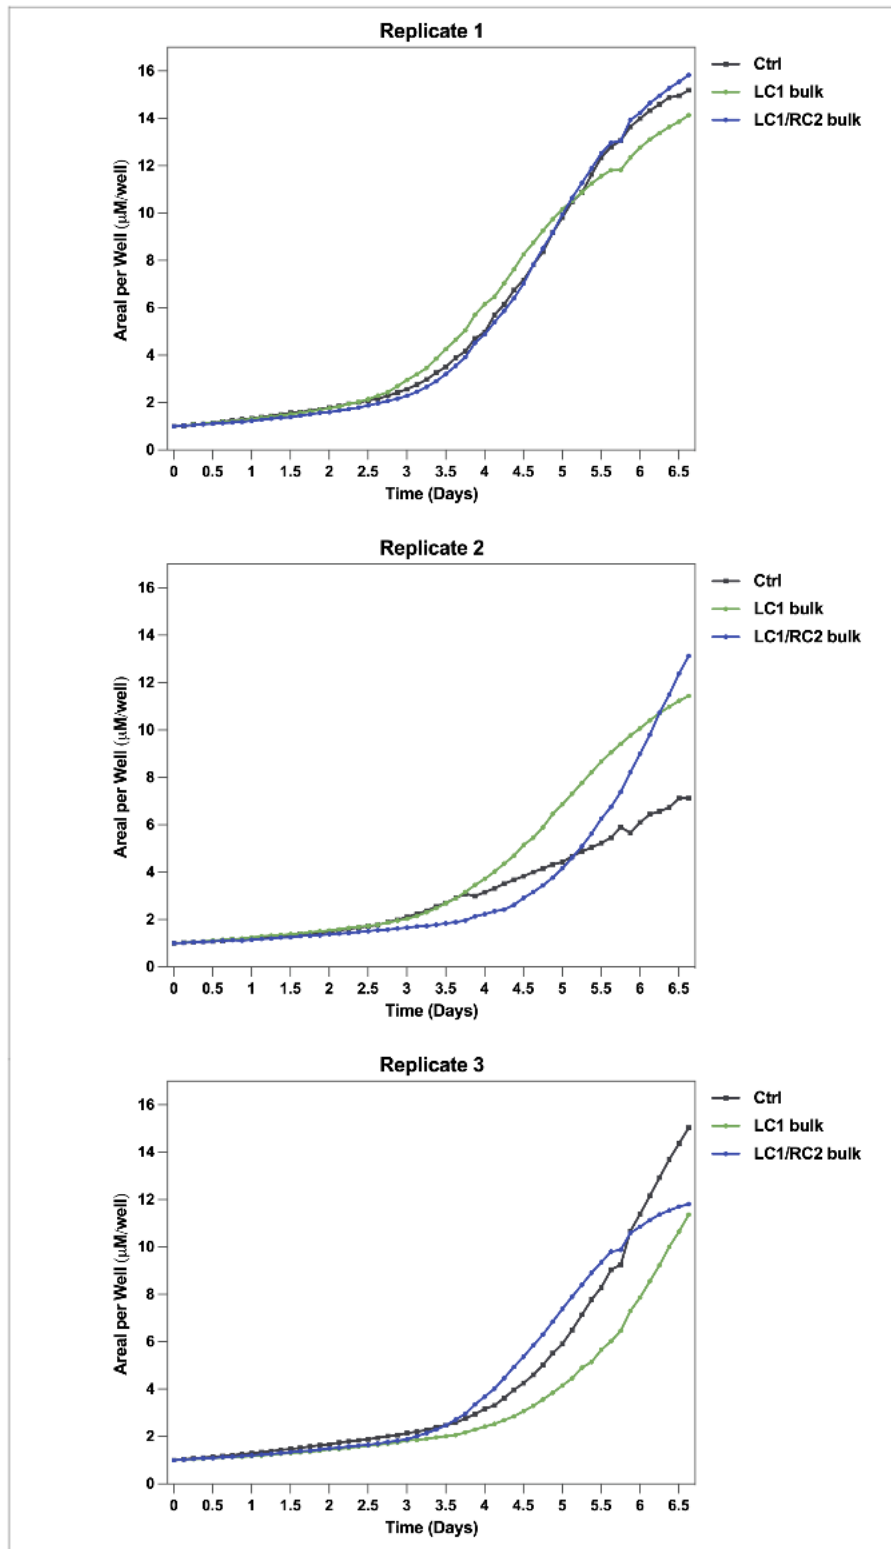 Replicate 1
Areal per Well (µM/well)
16
14
12
10
8
6
4
2
0
0 0.5 1 1.5 2 2.5 3 3.5 4 4.5 5 5.5 6 6.5
Time (Days)
Ctrl
LC1 bulk
LC1/RC2 bulk
Replicate 2
Areal per Well (µM/well)
16
14
12
10
8
6
4
2
0
0 0.5 1 1.5 2 2.5 3 3.5 4 4.5 5 5.5 6 6.5
Time (Days)
Ctrl
LC1 bulk
LC1/RC2 bulk
Replicate 3
Areal per Well (µM/well)
16
14
12
10
8
6
4
2
0
0 0.5 1 1.5 2 2.5 3 3.5 4 4.5 5 5.5 6 6.5
Time (Days)
Ctrl
LC1 bulk
LC1/RC2 bulk